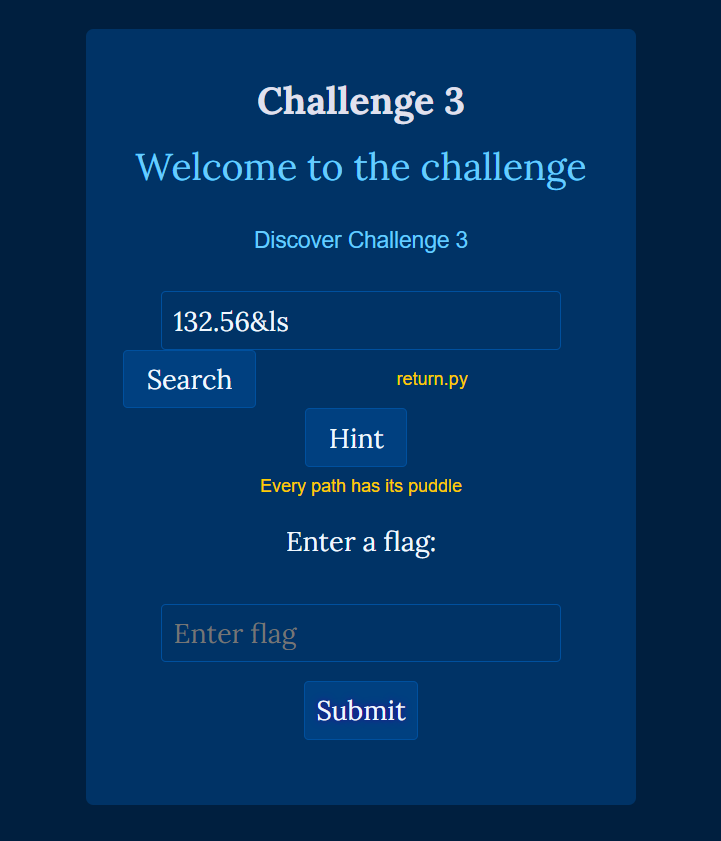 Challenge 3
Welcome to the challenge
Discover Challenge 3
132.56&ls
Search
return.py
Hint
Every path has its puddle
Enter a flag:
Enter flag
Submit